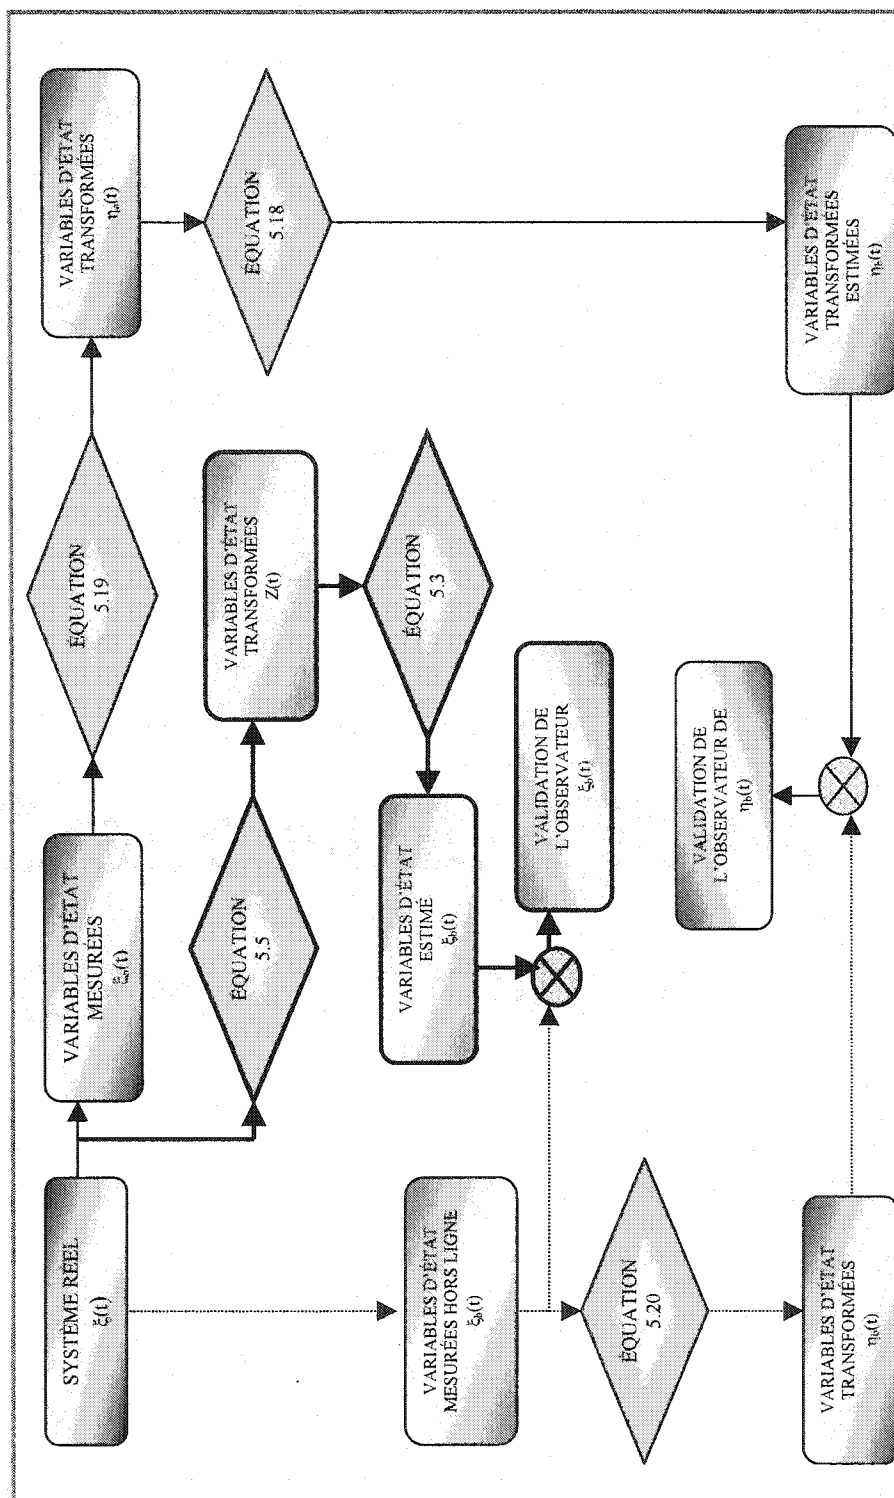 SYSTÈME RÉEL
ξ(t)
VARIABLES D'ÉTAT
MESURÉES
ξₐ(t)
ÉQUATION
5.19
VARIABLES D'ÉTAT
TRANSFORMÉES
ηₐ(t)
ÉQUATION
5.5
VARIABLES D'ÉTAT
TRANSFORMÉES
Z(t)
ÉQUATION
5.18
VARIABLES D'ÉTAT
MESURÉES HORS LIGNE
ξb(t)
VARIABLES D'ÉTAT
ESTIMÉ
ξb(t)
ÉQUATION
5.3
VALIDATION DE
L'OBSERVATEUR
ξb(t)
ÉQUATION
5.20
VALIDATION DE
L'OBSERVATEUR DE
ηb(t)
VARIABLES D'ÉTAT
TRANSFORMÉES
ηb(t)
VARIABLES D'ÉTAT
TRANSFORMÉES
ESTIMÉES
ηb(t)